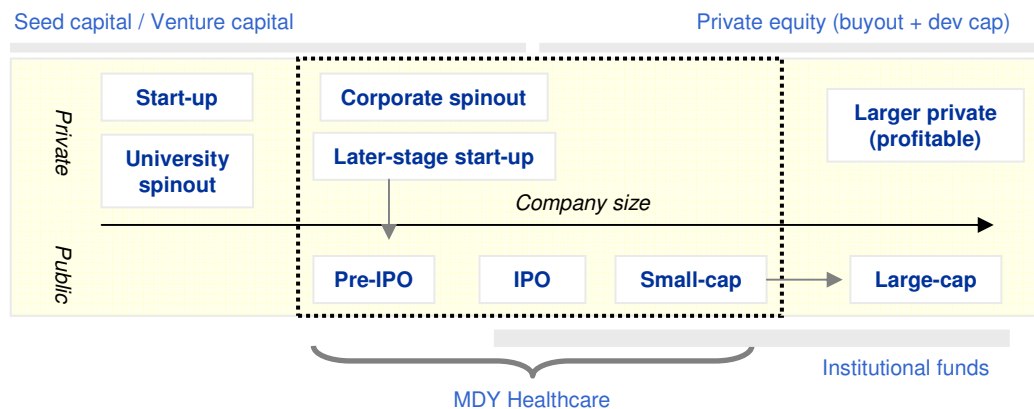 Seed capital / Venture capital
Private equity (buyout + dev cap)
Private
Start-up
Corporate spinout
Larger private
(profitable)
University
spinout
Later-stage start-up
Company size
Public
Pre-IPO
IPO
Small-cap
Large-cap
Institutional funds
MDY Healthcare